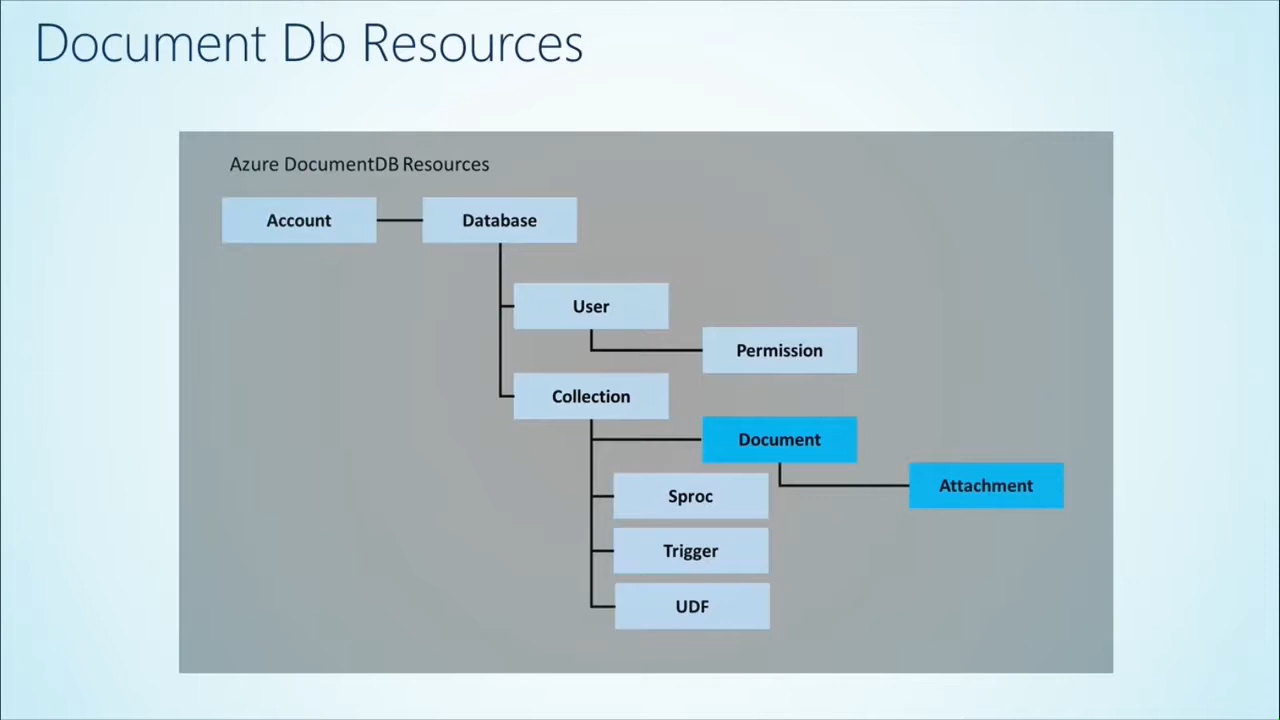 Document Db Resources
Azure DocumentDB Resources
Account
Database
User
Permission
Collection
Document
Attachment
Sproc
Trigger
UDF